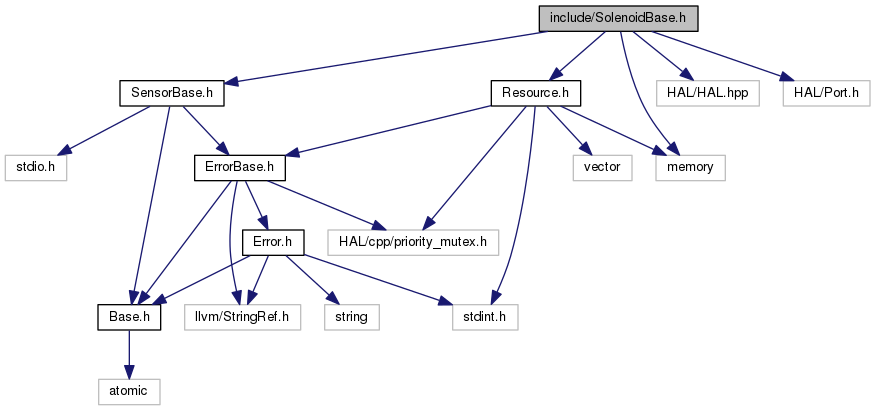 include/SolenoidBase.h
SensorBase.h
Resource.h
HAL/HAL.hpp
HAL/Port.h
stdio.h
ErrorBase.h
vector
memory
Error.h
HAL/cpp/priority_mutex.h
Base.h
llvm/StringRef.h
string
stdint.h
atomic